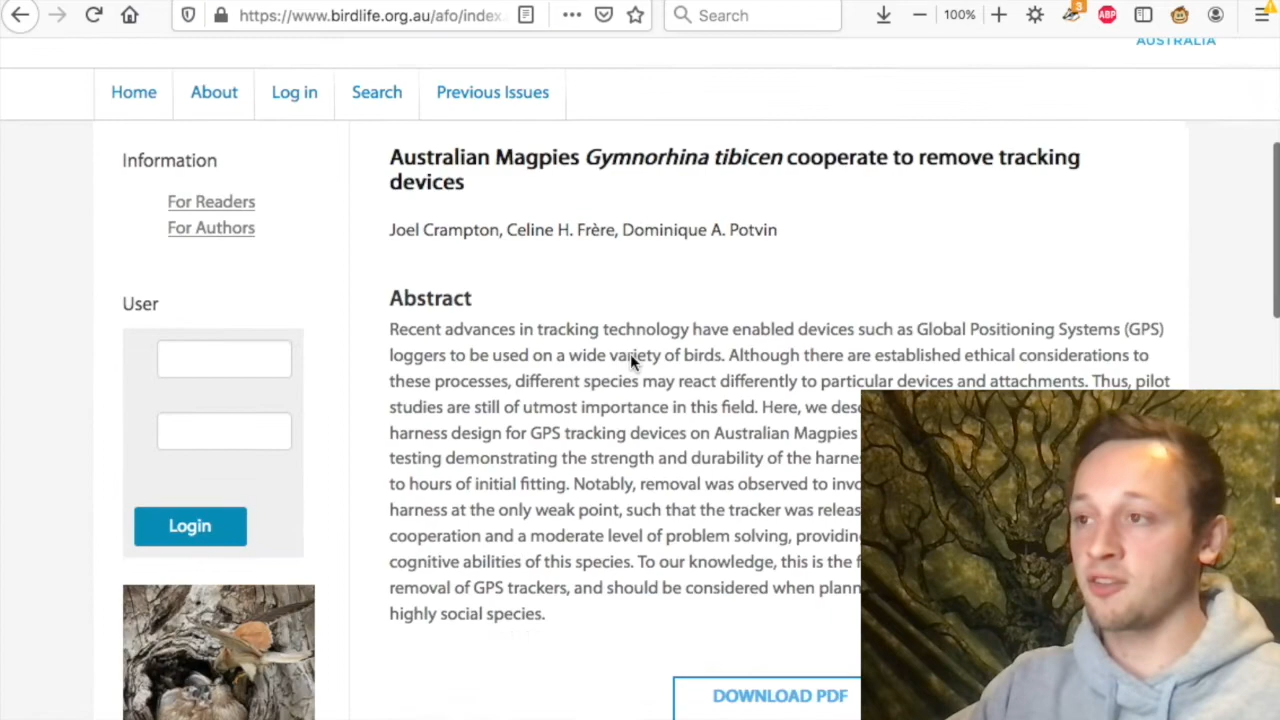 https://www.birdlife.org.au/afo/index.
Search
100%
3
ABP
AUSTRALIA
Home
About
Log in
Search
Previous Issues
Information
For Readers
For Authors
User
Login
Australian Magpies Gymnorhina tibicen cooperate to remove tracking
devices
Joel Crampton, Celine H. Frère, Dominique A. Potvin
Abstract
Recent advances in tracking technology have enabled devices such as Global Positioning Systems (GPS)
loggers to be used on a wide variety of birds. Although there are established ethical considerations to
these processes, different species may react differently to particular devices and attachments. Thus, pilot
studies are still of utmost importance in this field. Here, we desc
harness design for GPS tracking devices on Australian Magpies
testing demonstrating the strength and durability of the harne
to hours of initial fitting. Notably, removal was observed to invo
harness at the only weak point, such that the tracker was releas
cooperation and a moderate level of problem solving, providin
cognitive abilities of this species. To our knowledge, this is the f
removal of GPS trackers, and should be considered when plann
highly social species.
DOWNLOAD PDF